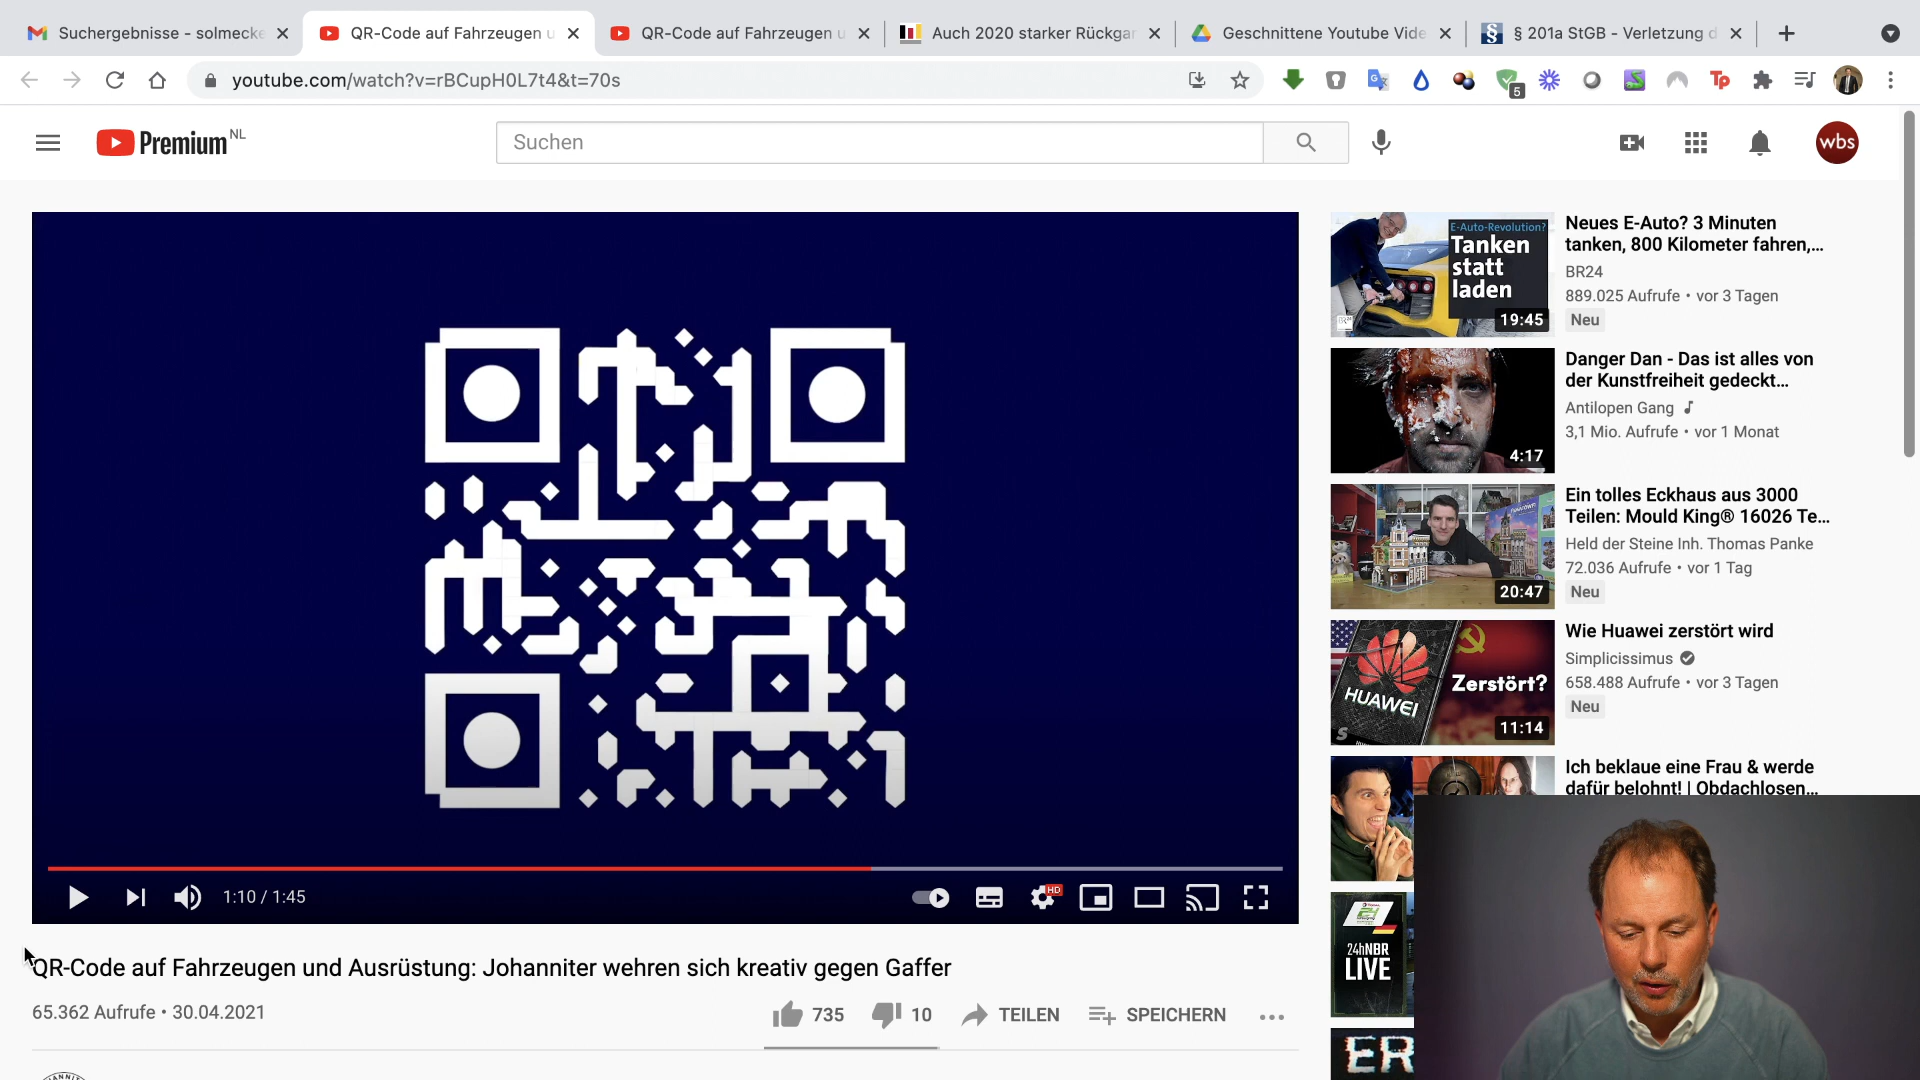 Suchergebnisse - solmecke
QR-Code auf Fahrzeugen u
QR-Code auf Fahrzeugen u
Auch 2020 starker Rückgan
Geschnittene Youtube Vide
§ 201a StGB - Verletzung d
youtube.com/watch?v=rBCupH0L7t4&t=70s
5
Tp
Premium NL
Suchen
wbs
E-Auto-Revolution?
Tanken
statt
laden
19:45
Neues E-Auto? 3 Minuten
tanken, 800 Kilometer fahren,...
BR24
889.025 Aufrufe • vor 3 Tagen
Neu
4:17
Danger Dan - Das ist alles von
der Kunstfreiheit gedeckt...
Antilopen Gang
3,1 Mio. Aufrufe • vor 1 Monat
20:47
Ein tolles Eckhaus aus 3000
Teilen: Mould King® 16026 Te...
Held der Steine Inh. Thomas Panke
72.036 Aufrufe • vor 1 Tag
Neu
HUAWEI
Zerstört?
11:14
Wie Huawei zerstört wird
Simplicissimus
658.488 Aufrufe • vor 3 Tagen
Neu
Ich beklaue eine Frau & werde
dafür belohnt! | Obdachlosen...
24hNBR
LIVE
ER
1:10 / 1:45
HD
QR-Code auf Fahrzeugen und Ausrüstung: Johanniter wehren sich kreativ gegen Gaffer
65.362 Aufrufe • 30.04.2021
735
10
TEILEN
SPEICHERN